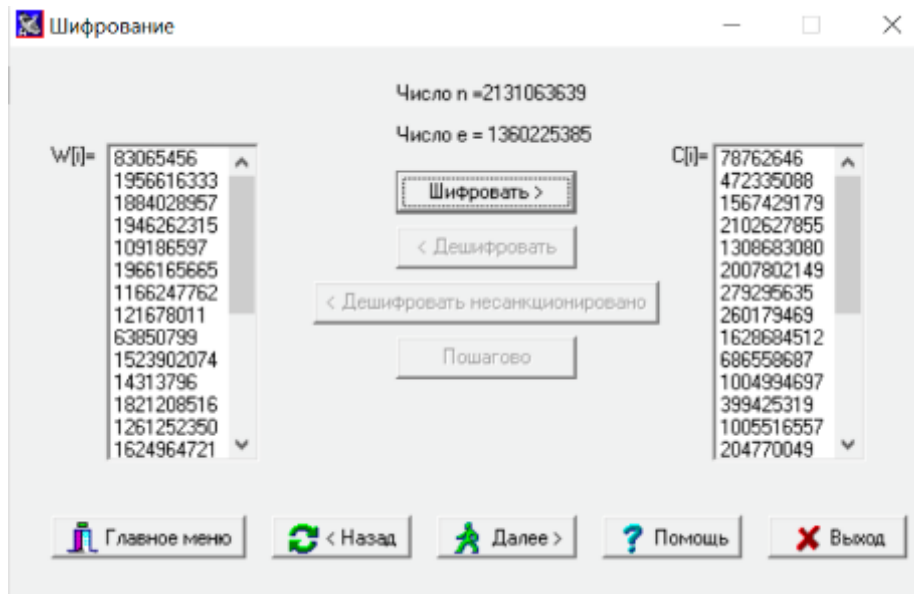 Шифрование
Число n =2131063639
Число e = 1360225385
W[i]=
83065456
1956616333
1884028957
1946262315
109186597
1966165665
1166247762
121678011
63850799
1523902074
14313796
1821208516
1261252350
1624964721
Шифровать >
< Дешифровать
< Дешифровать несанкционировано
Пошагово
C[i]=
78762646
472335088
1567429179
2102627855
1308683080
2007802149
279295635
260179469
1628684512
686558687
1004994697
399425319
1005516557
204770049
Главное меню
< Назад
Далее >
Помощь
Выход